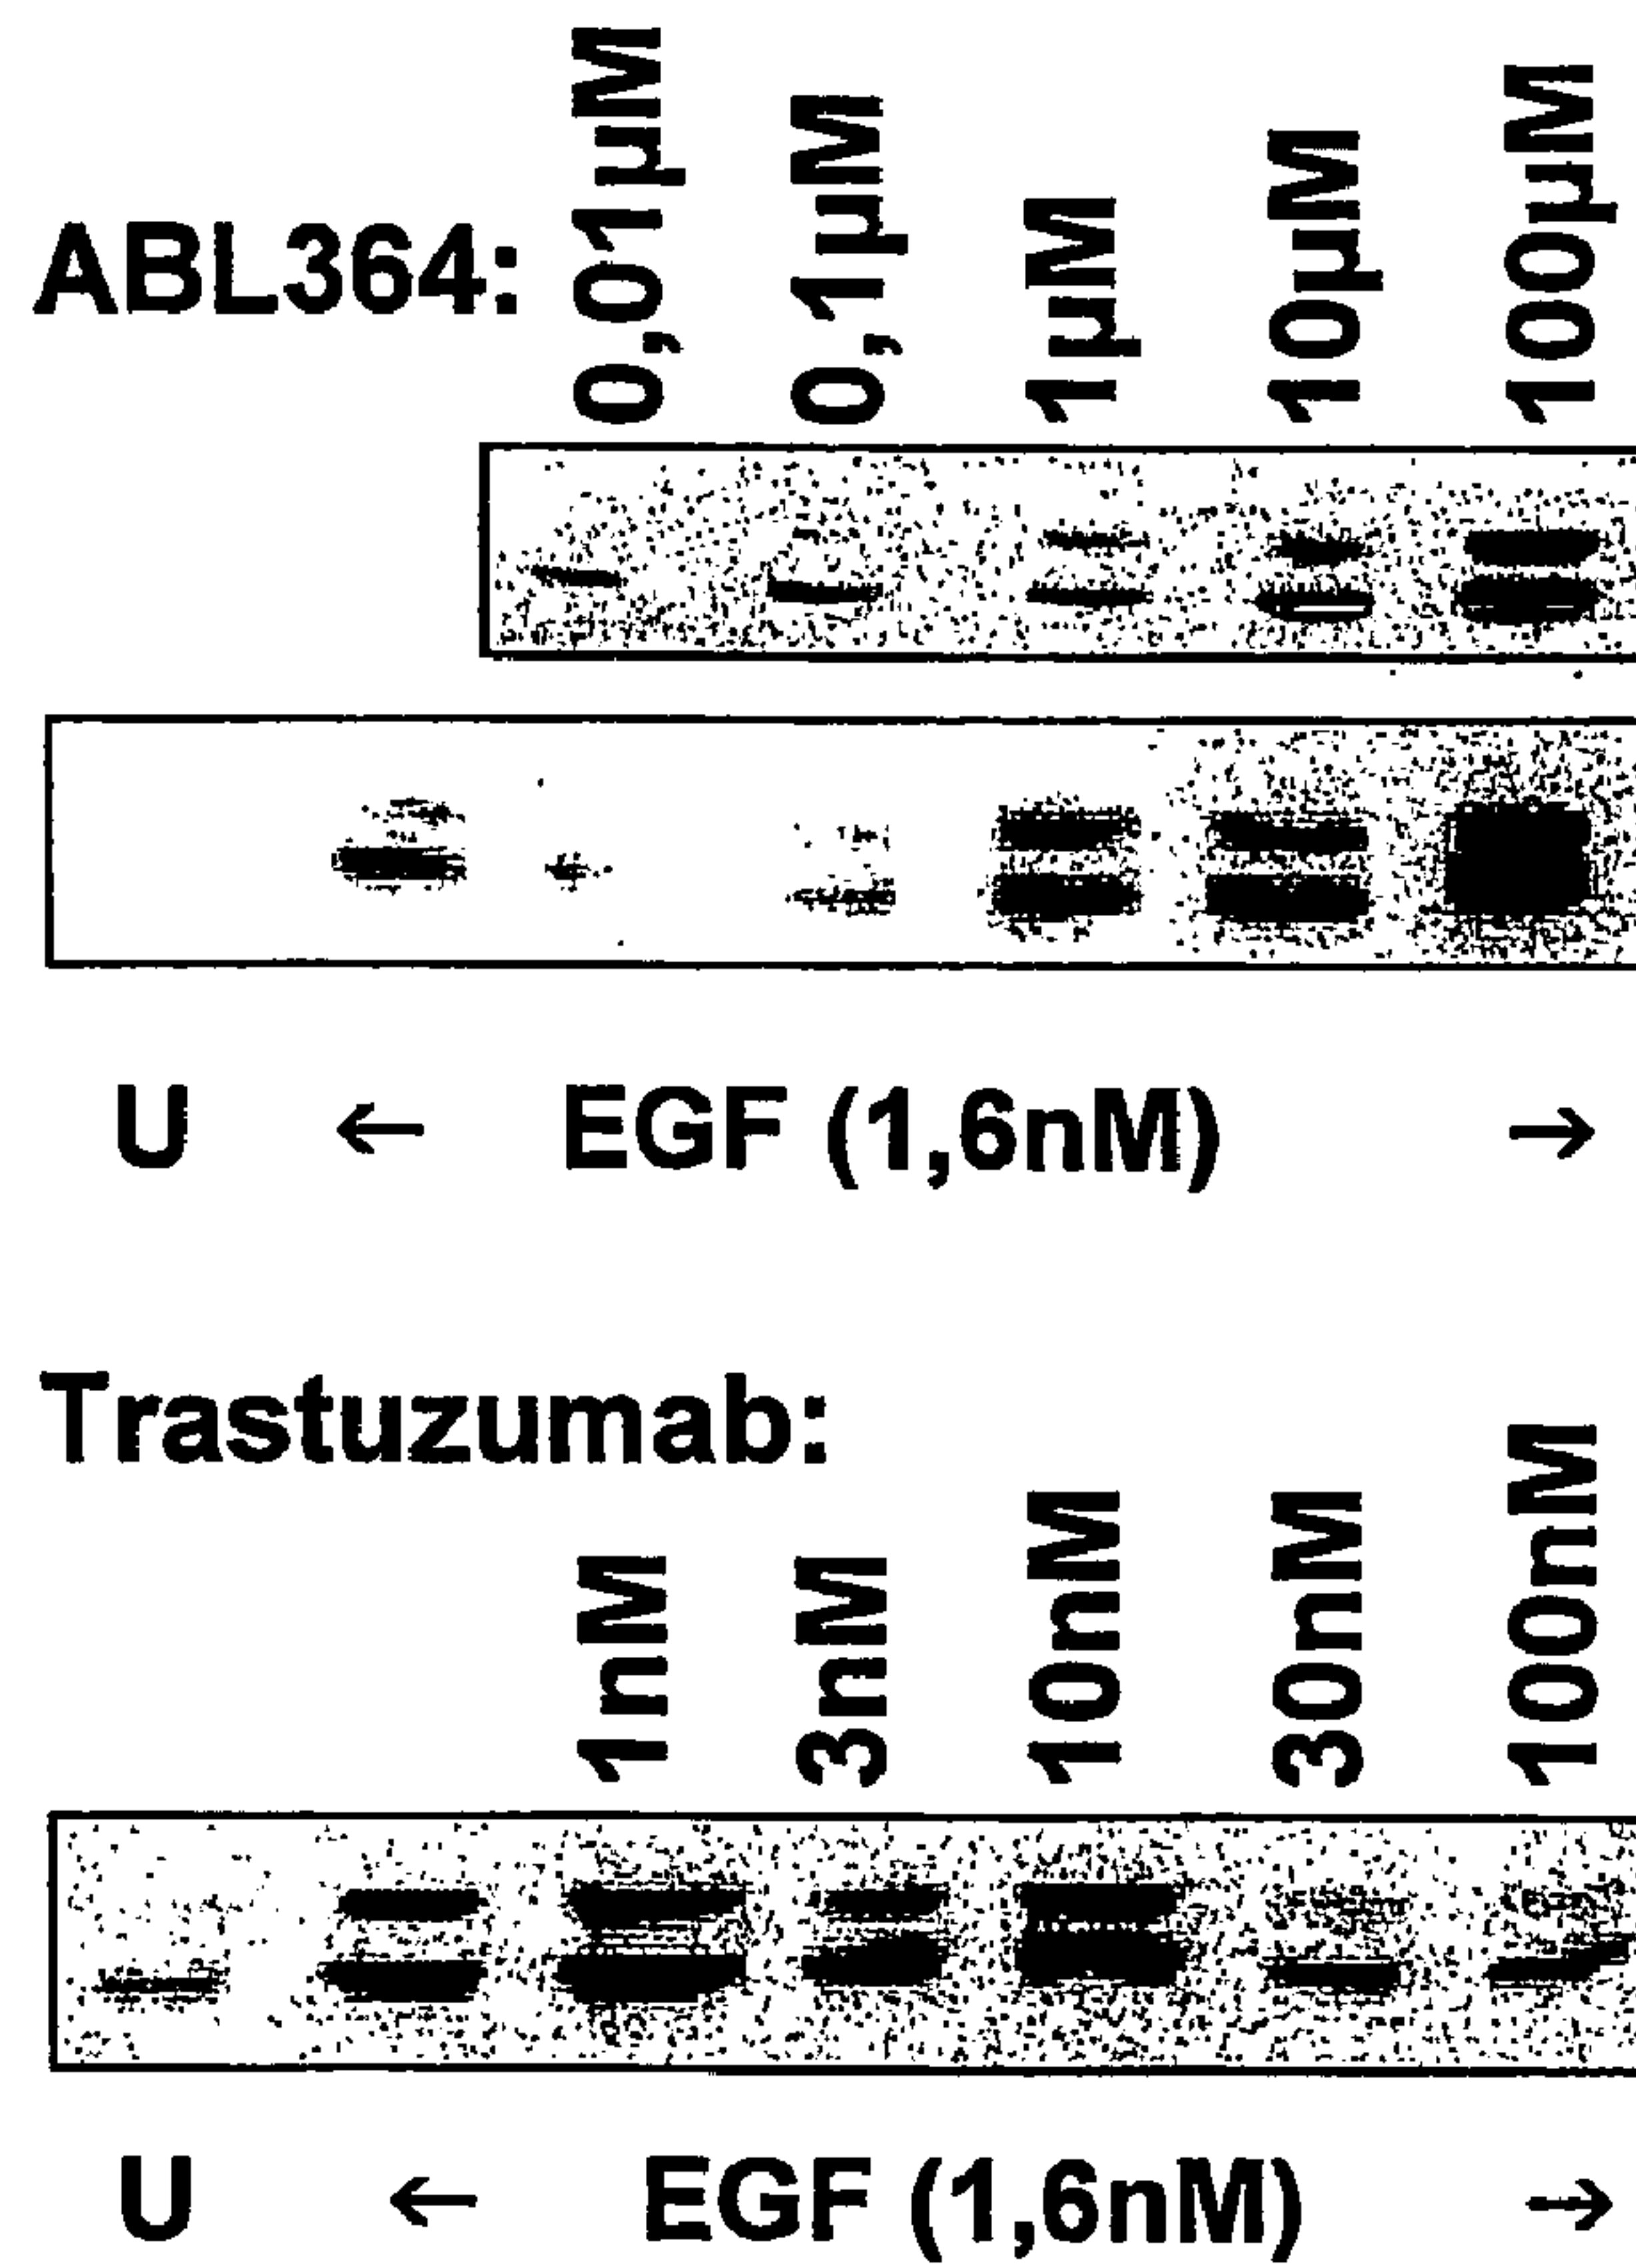 ABL364:
0,01µM
0,1µM
1µM
10µM
100µM
U ← EGF (1,6nM) →
Trastuzumab:
1nM
3nM
10nM
30nM
100nM
U ← EGF (1,6nM) →